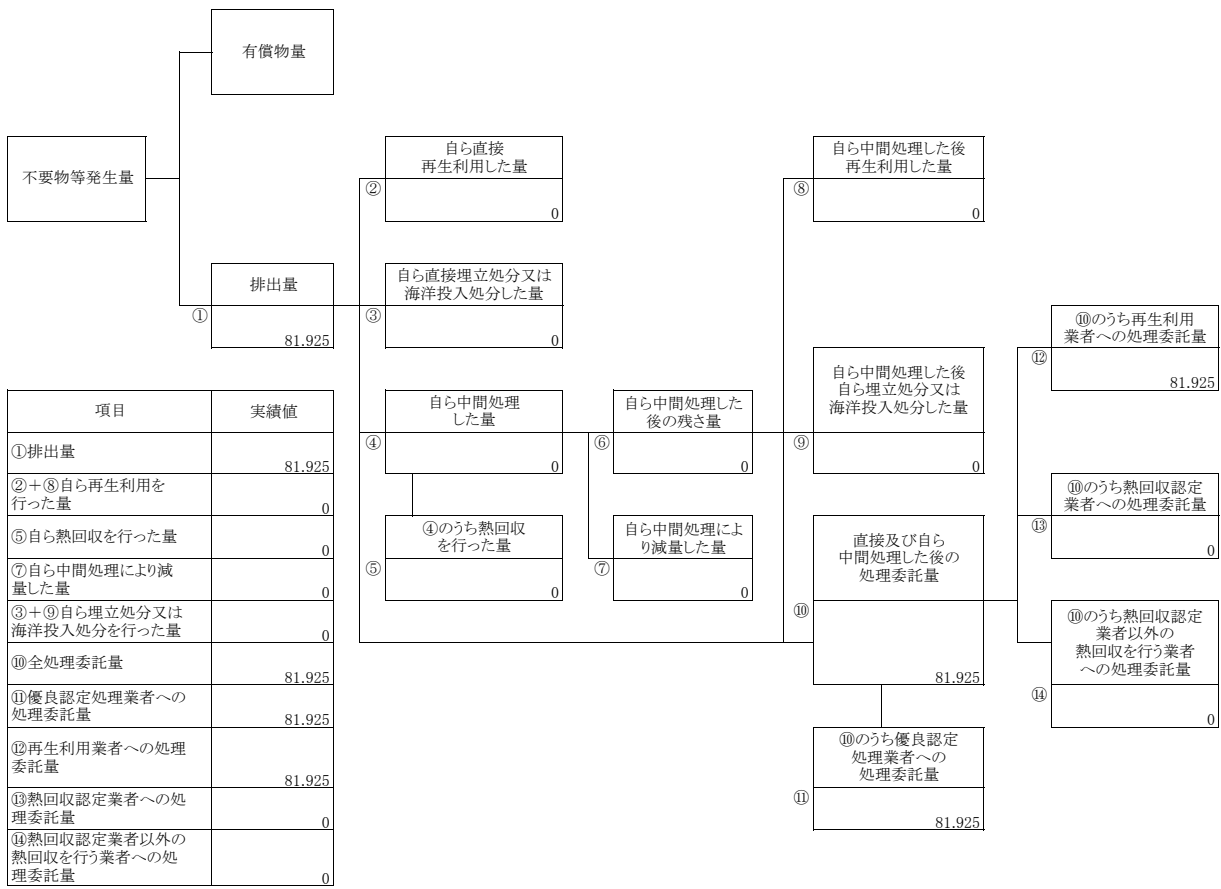 有償物量
不要物等発生量
排出量
①
81.925
自ら直接
再生利用した量
②
0
自ら直接埋立処分又は
海洋投入処分した量
③
0
自ら中間処理
した量
④
0
④のうち熱回収
を行った量
⑤
0
自ら中間処理した
後の残さ量
⑥
0
自ら中間処理によ
り減量した量
⑦
0
自ら中間処理した後
再生利用した量
⑧
0
自ら中間処理した後
自ら埋立処分又は
海洋投入処分した量
⑨
0
直接及び自ら
中間処理した後の
処理委託量
⑩
81.925
⑩のうち優良認定
処理業者への
処理委託量
⑪
81.925
⑩のうち再生利用
業者への処理委託量
⑫
81.925
⑩のうち熱回収認定
業者への処理委託量
⑬
0
⑩のうち熱回収認定
業者以外の
熱回収を行う業者
への処理委託量
⑭
0
項目 実績値
①排出量
81.925
②+⑧自ら再生利用を
行った量
0
⑤自ら熱回収を行った量
0
⑦自ら中間処理により減
量した量
0
③+⑨自ら埋立処分又は
海洋投入処分を行った量
0
⑩全処理委託量
81.925
⑪優良認定処理業者への
処理委託量
81.925
⑫再生利用業者への処理
委託量
81.925
⑬熱回収認定業者への処
理委託量
0
⑭熱回収認定業者以外の
熱回収を行う業者への処
理委託量
0